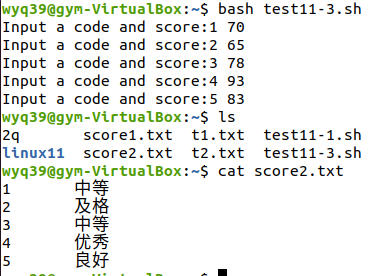 wyq39@gym-VirtualBox:~$ bash test11-3.sh
Input a code and score:1 70
Input a code and score:2 65
Input a code and score:3 78
Input a code and score:4 93
Input a code and score:5 83
wyq39@gym-VirtualBox:~$ ls
2q score1.txt t1.txt test11-1.sh
linux11 score2.txt t2.txt test11-3.sh
wyq39@gym-VirtualBox:~$ cat score2.txt
1 中等
2 及格
3 中等
4 优秀
5 良好